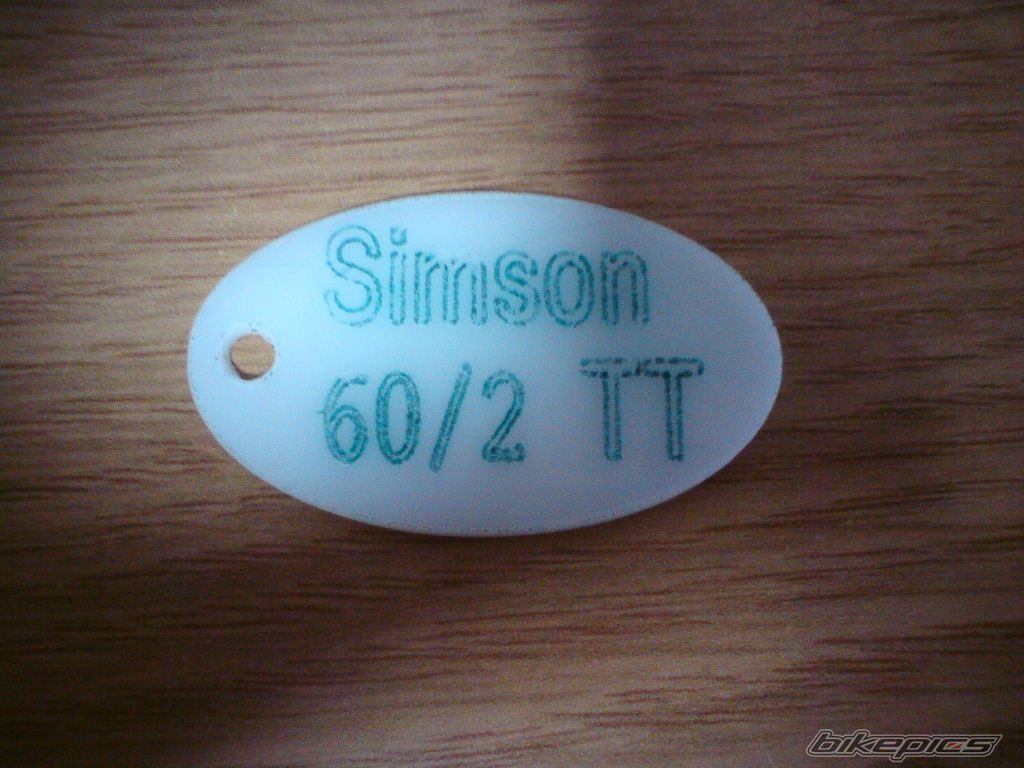 Simson
60/2 TT
bikepics